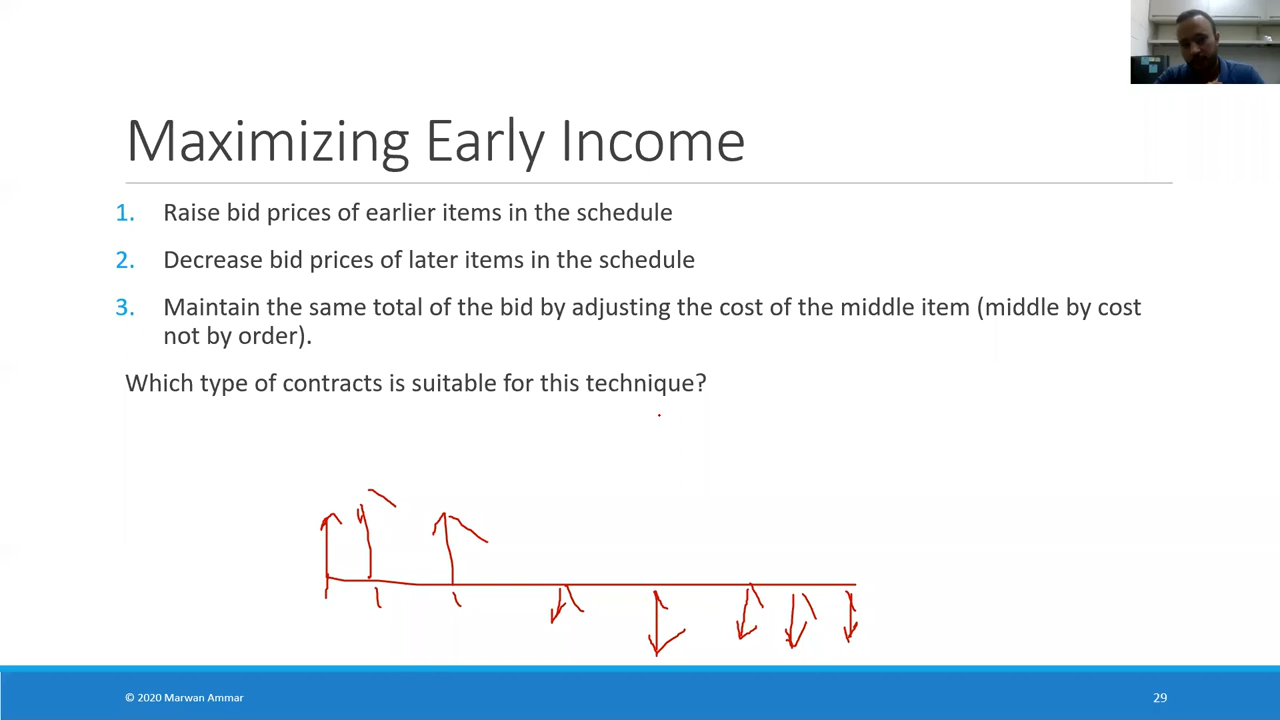 Maximizing Early Income
1. Raise bid prices of earlier items in the schedule
2. Decrease bid prices of later items in the schedule
3. Maintain the same total of the bid by adjusting the cost of the middle item (middle by cost
not by order).
Which type of contracts is suitable for this technique?
© 2020 Marwan Ammar
29